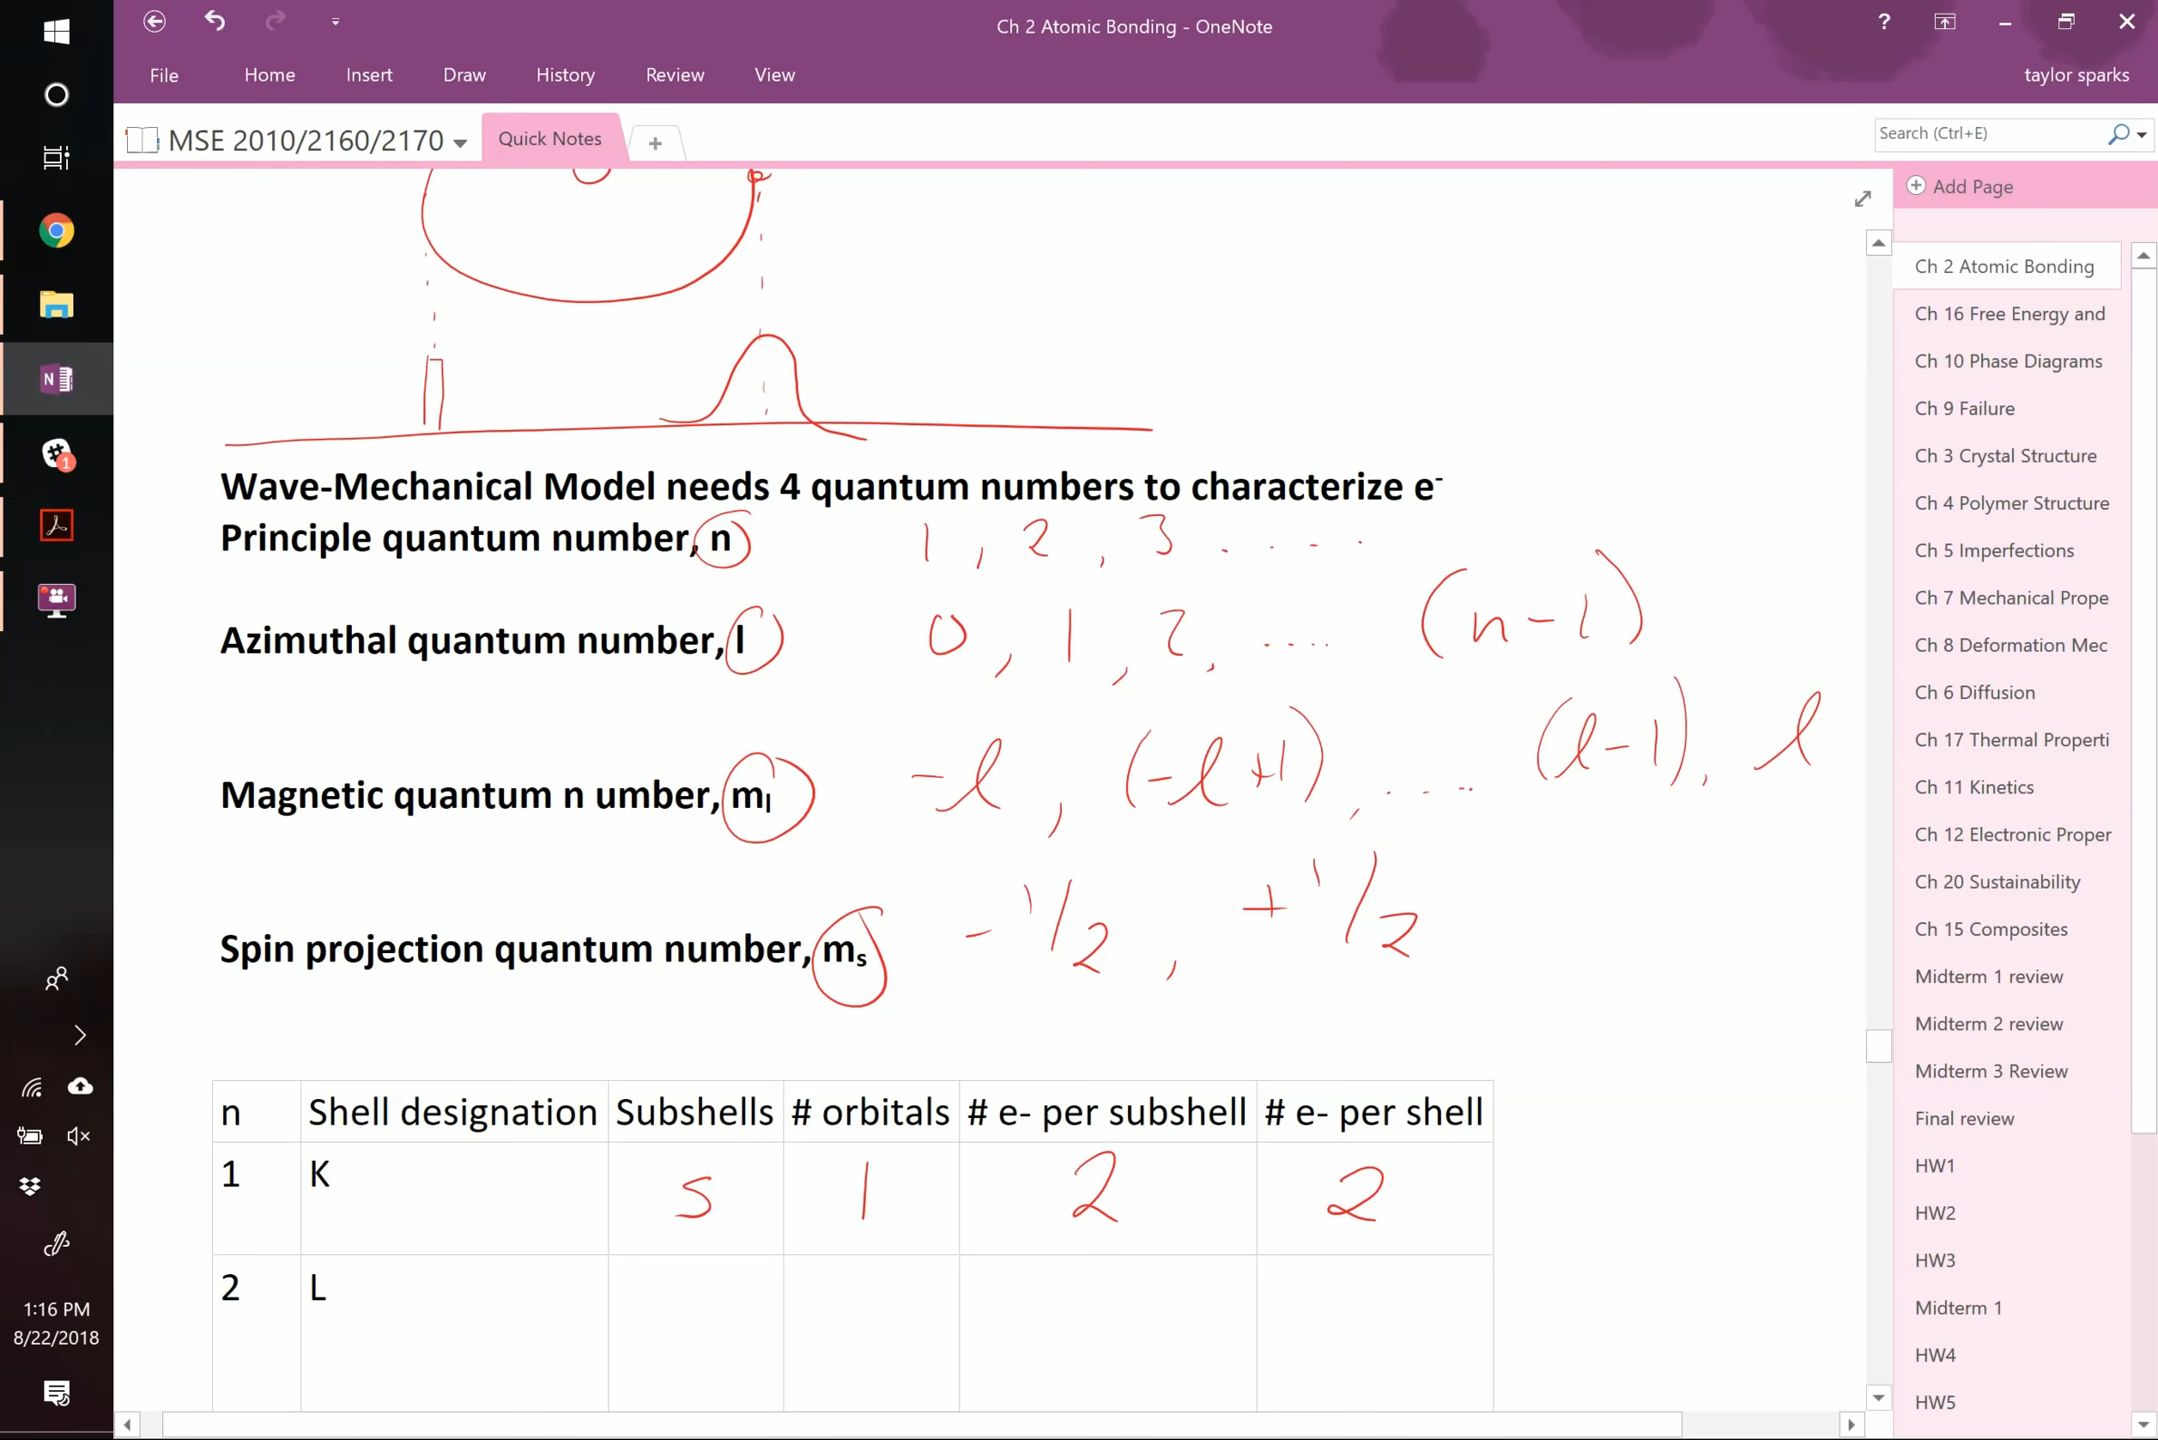 Ch 2 Atomic Bonding - OneNote
?
File Home Insert Draw History Review View
taylor sparks
MSE 2010/2160/2170
Quick Notes
+
Search (Ctrl+E)
Add Page
Ch 2 Atomic Bonding
Ch 16 Free Energy and
Ch 10 Phase Diagrams
Ch 9 Failure
Ch 3 Crystal Structure
Ch 4 Polymer Structure
Ch 5 Imperfections
Ch 7 Mechanical Prope
Ch 8 Deformation Mec
Ch 6 Diffusion
Ch 17 Thermal Properti
Ch 11 Kinetics
Ch 12 Electronic Proper
Ch 20 Sustainability
Ch 15 Composites
Midterm 1 review
Midterm 2 review
Midterm 3 Review
Final review
HW1
HW2
HW3
Midterm 1
HW4
HW5
Wave-Mechanical Model needs 4 quantum numbers to characterize e-
Principle quantum number, n 1, 2, 3 ....
Azimuthal quantum number, l 0, 1, 2, .... (n-1)
Magnetic quantum n umber, ml -l, (-l+1), .... (l-1), l
Spin projection quantum number, ms -1/2, +1/2
n Shell designation Subshells # orbitals # e- per subshell # e- per shell
1 K s 1 2 2
2 L
N
1
1:16 PM
8/22/2018